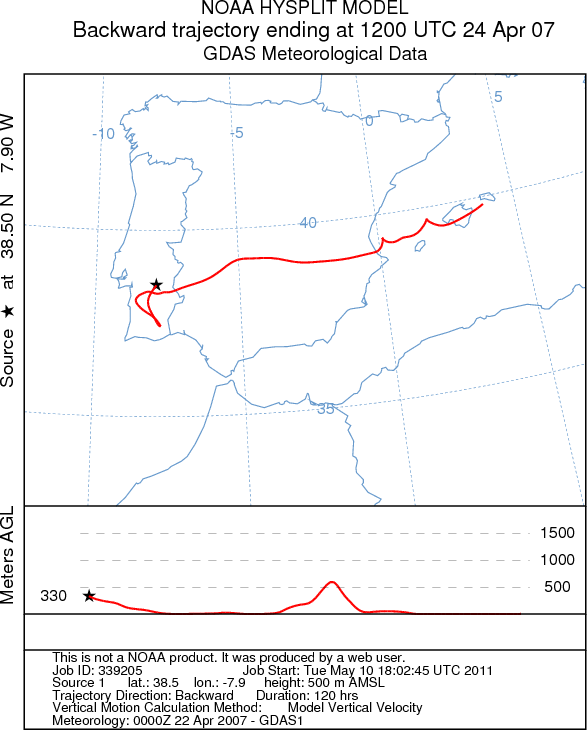 NOAA HYSPLIT MODEL
Backward trajectory ending at 1200 UTC 24 Apr 07
GDAS Meteorological Data
Source ★ at 38.50 N 7.90 W
-10
-5
0
5
40
35
Meters AGL
1500
1000
500
330
This is not a NOAA product. It was produced by a web user.
Job ID: 339205 Job Start: Tue May 10 18:02:45 UTC 2011
Source 1 lat.: 38.5 lon.: -7.9 height: 500 m AMSL
Trajectory Direction: Backward Duration: 120 hrs
Vertical Motion Calculation Method: Model Vertical Velocity
Meteorology: 0000Z 22 Apr 2007 - GDAS1